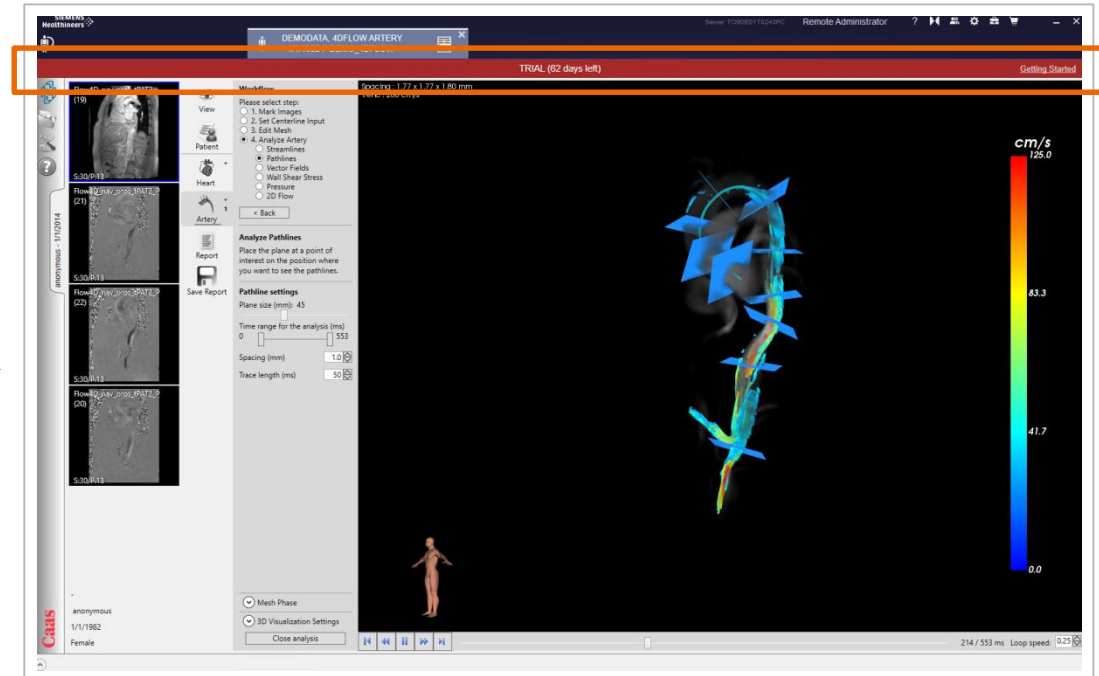 SIEMENS
Healthineers
Server: FO9DES1T0243PC
Remote Administrator
?
DEMODATA, 4DFLOW ARTERY
TRIAL (62 days left)
Getting Started
(19)
S:30/P:13
Flow4D_nav_pros_tPAT2_P
(21)
S:30/P:13
Flow4D_nav_pros_tPAT2_P
(22)
S:30/P:13
Flow4D_nav_pros_tPAT2_P
(20)
S:30/P:13
anonymous - 1/1/2014
Caas
-
anonymous
1/1/1982
Female
View
Patient
Heart
Artery
1
Report
Save Report
Workflow
Please select step:
1. Mark Images
2. Set Centerline Input
3. Edit Mesh
4. Analyze Artery
Streamlines
Pathlines
Vector Fields
Wall Shear Stress
Pressure
2D Flow
< Back
Analyze Pathlines
Place the plane at a point of
interest on the position where
you want to see the pathlines.
Pathline settings
Plane size (mm): 45
Time range for the analysis (ms)
0 553
Spacing (mm) 1.0
Trace length (ms) 50
Mesh Phase
3D Visualization Settings
Close analysis
Spacing : 1.77 x 1.77 x 1.80 mm
cm/s
125.0
83.3
41.7
0.0
214 / 553 ms Loop speed: 0.25